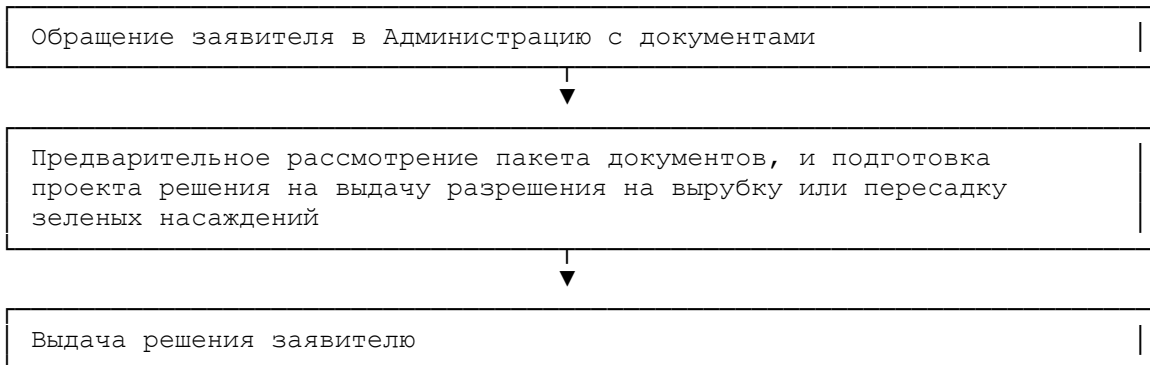 Обращение заявителя в Администрацию с документами
Предварительное рассмотрение пакета документов, и подготовка
проекта решения на выдачу разрешения на вырубку или пересадку
зеленых насаждений
Выдача решения заявителю